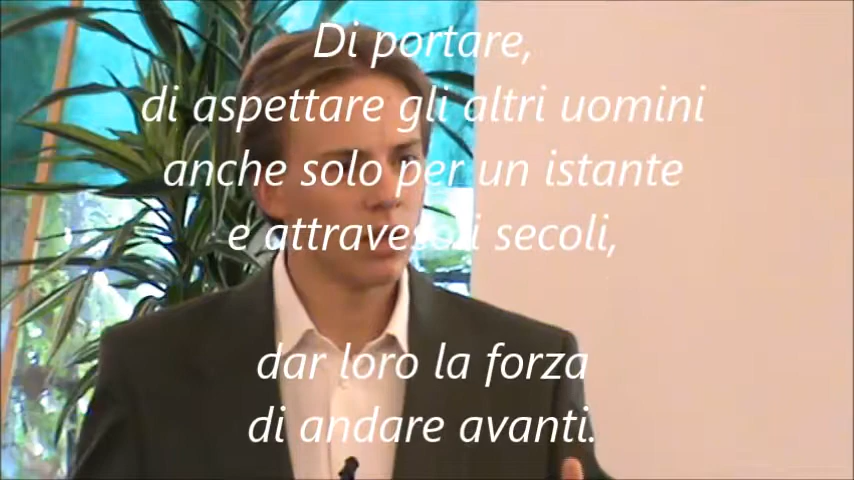 Di portare,
di aspettare gli altri uomini
anche solo per un istante
e attraveso i secoli,
dar loro la forza
di andare avanti.